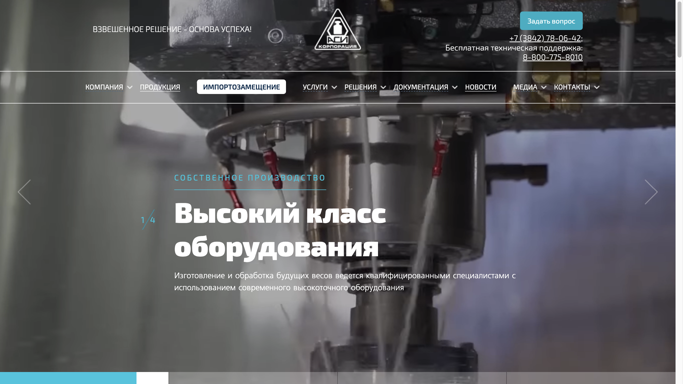 ВЗВЕШЕННОЕ РЕШЕНИЕ - ОСНОВА УСПЕХА!
АСИ
КОРПОРАЦИЯ
Задать вопрос
+7 (3842) 78-06-42;
Бесплатная техническая поддержка:
8-800-775-8010
КОМПАНИЯ ПРОДУКЦИЯ ИМПОРТОЗАМЕЩЕНИЕ УСЛУГИ РЕШЕНИЯ ДОКУМЕНТАЦИЯ НОВОСТИ МЕДИА КОНТАКТЫ
СОБСТВЕННОЕ ПРОИЗВОДСТВО
1 4
Высокий класс
оборудования
Изготовление и обработка будущих весов ведется квалифицированными специалистами с
использованием современного высокоточного оборудования